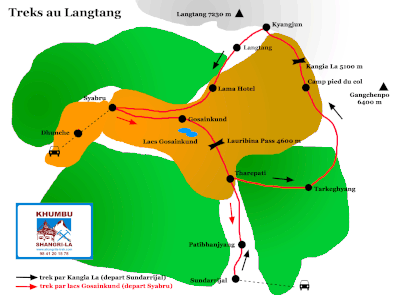 Treks au Langtang
Langtang 7230 m
Kyangjun
Langtang
Kangja La 5100 m
Camp pied du col
Gangchenpo
6400 m
Lama Hotel
Syabru
Gosainkund
Dhunche
Lacs Gosainkund
Lauribina Pass 4600 m
Tharepati
Tarkeghyang
KHUMBU
SHANGRI-LA
Patibhanjyang
Sundarrijal
trek par Kangja La (depart Sundarrijal)
trek par lacs Gosainkund (depart Syabru)